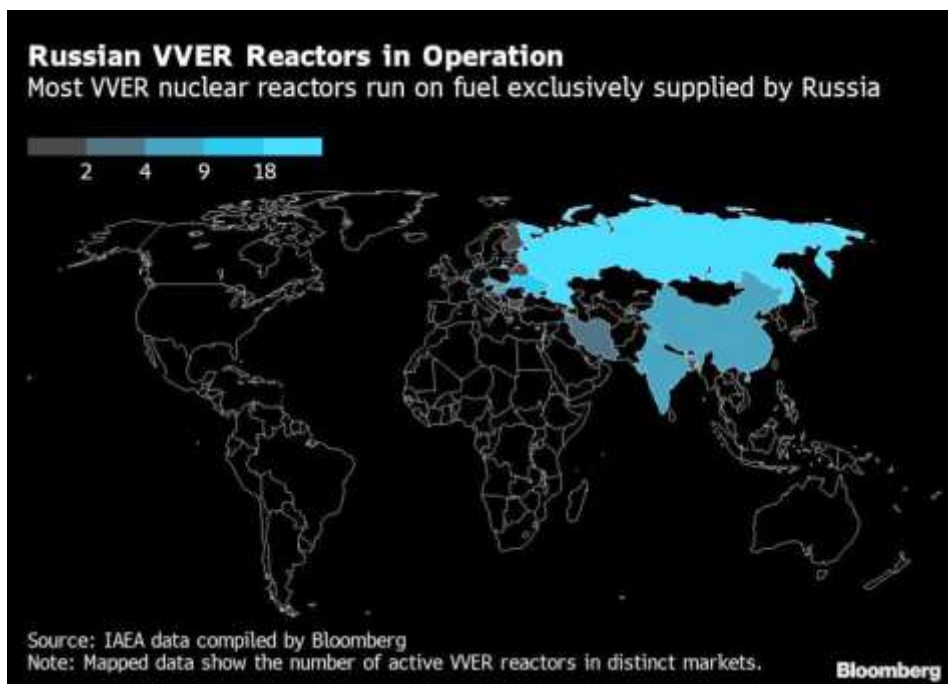 Russian VVER Reactors in Operation
Most VVER nuclear reactors run on fuel exclusively supplied by Russia
2 4 9 18
Source: IAEA data compiled by Bloomberg
Note: Mapped data show the number of active VVER reactors in distinct markets.
Bloomberg